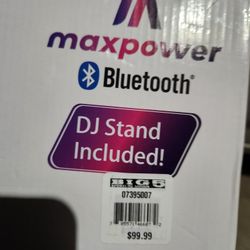 maxpower
Bluetooth®
DJ Stand
Included!
BIG 5
07395007
$99.99